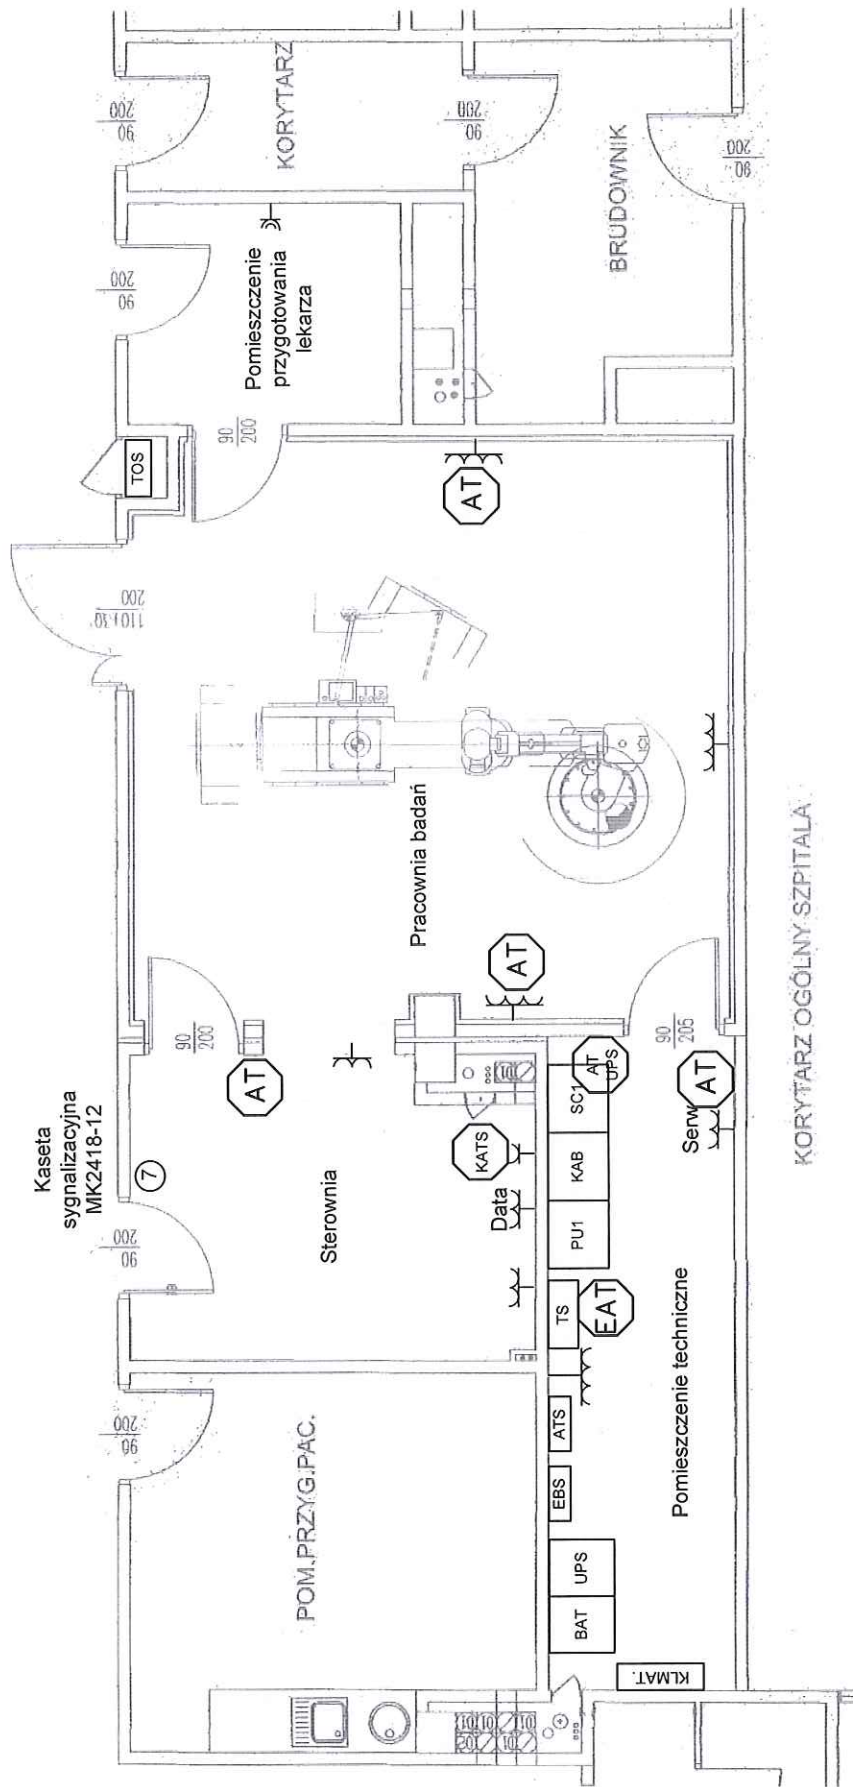 KORYTARZ
90
200
90
200
BRUDOWNIK
90
200
90
200
Pomieszczenie
przygotowania
lekarza
90
200
TOS
AT
200
Pracownia badań
KORYTARZ OGÓLNY SZPITALA
90
200
AT
AT
90
205
AT
UPS
SC1
AT
Serw
Kaseta
sygnalizacyjna
MK2418-12
7
90
200
Sterownia
KATS
Data
KAB
PU1
TS
EAT
Pomieszczenie techniczne
ATS
EBS
UPS
BAT
KLMAT.
90
200
POM.PRZYG.PAC.